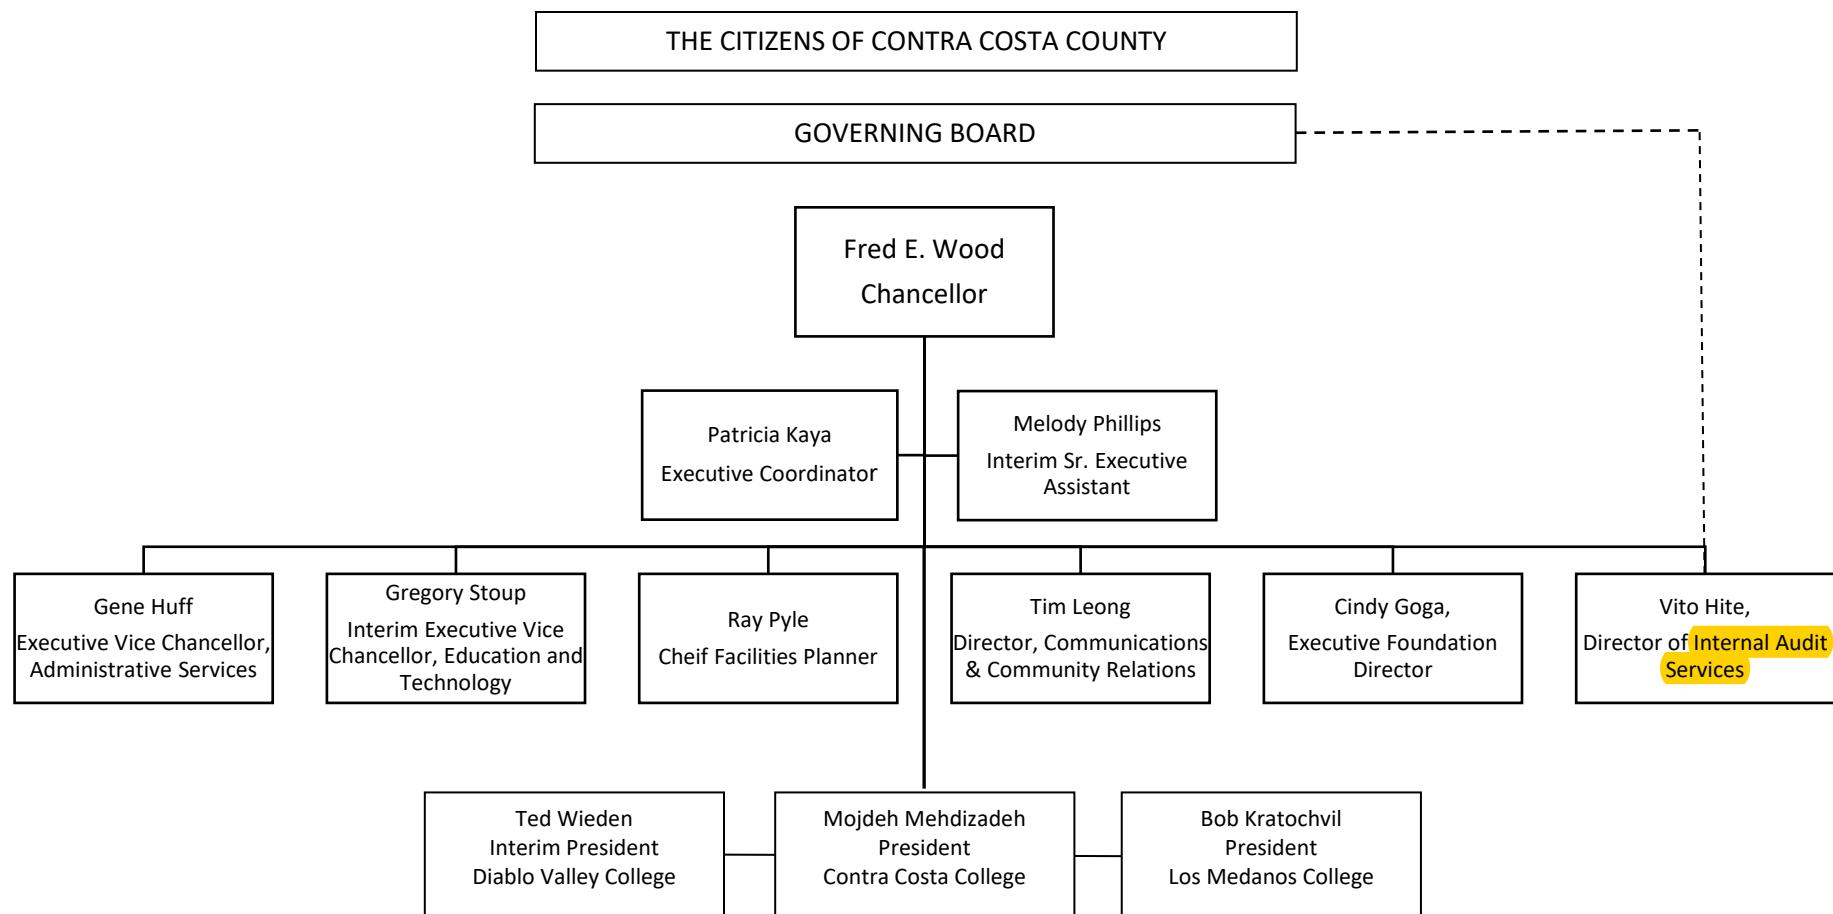 THE CITIZENS OF CONTRA COSTA COUNTY
GOVERNING BOARD
Fred E. Wood
Chancellor
Patricia Kaya
Executive Coordinator
Melody Phillips
Interim Sr. Executive
Assistant
Gene Huff
Executive Vice Chancellor,
Administrative Services
Gregory Stoup
Interim Executive Vice
Chancellor, Education and
Technology
Ray Pyle
Cheif Facilities Planner
Tim Leong
Director, Communications
& Community Relations
Cindy Goga,
Executive Foundation
Director
Vito Hite,
Director of Internal Audit
Services
Ted Wieden
Interim President
Diablo Valley College
Mojdeh Mehdizadeh
President
Contra Costa College
Bob Kratochvil
President
Los Medanos College